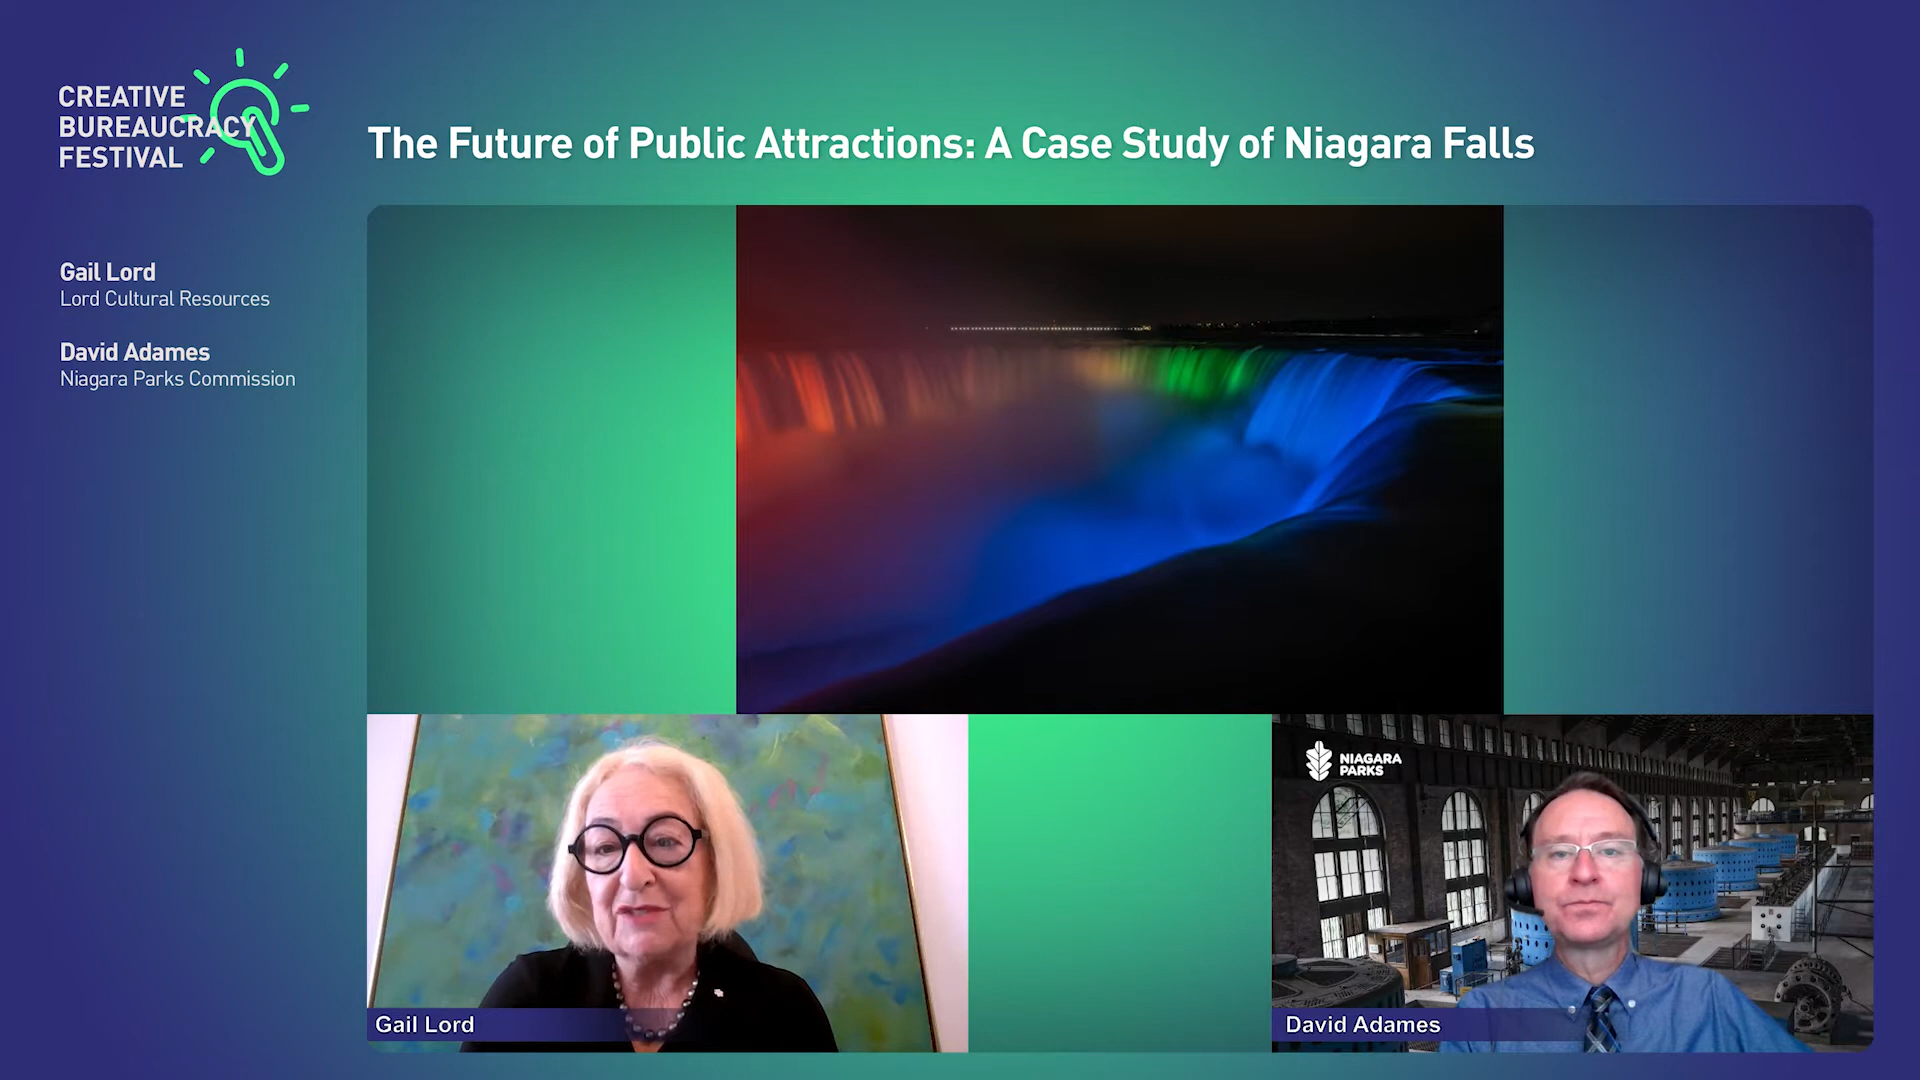 CREATIVE
BUREAUCRACY
FESTIVAL
The Future of Public Attractions: A Case Study of Niagara Falls
Gail Lord
Lord Cultural Resources
David Adames
Niagara Parks Commission
NIAGARA
PARKS
Gail Lord
David Adames